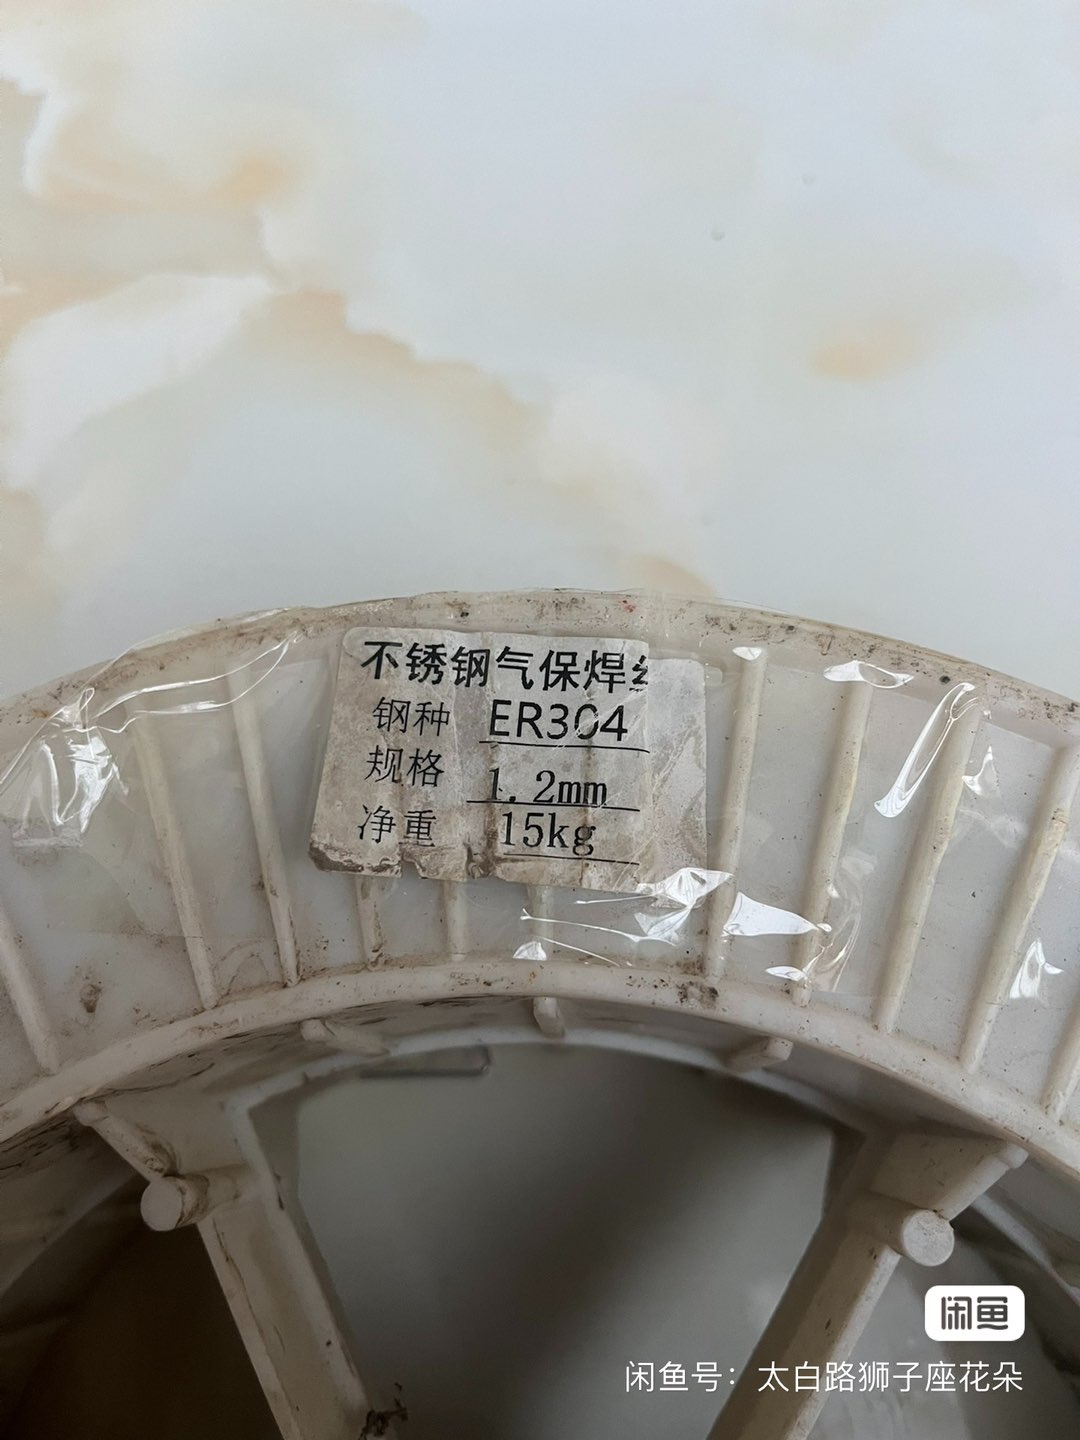 不锈钢气保焊丝
钢种 ER304
规格 1.2mm
净重 15kg
闲鱼
闲鱼号：太白路狮子座花朵